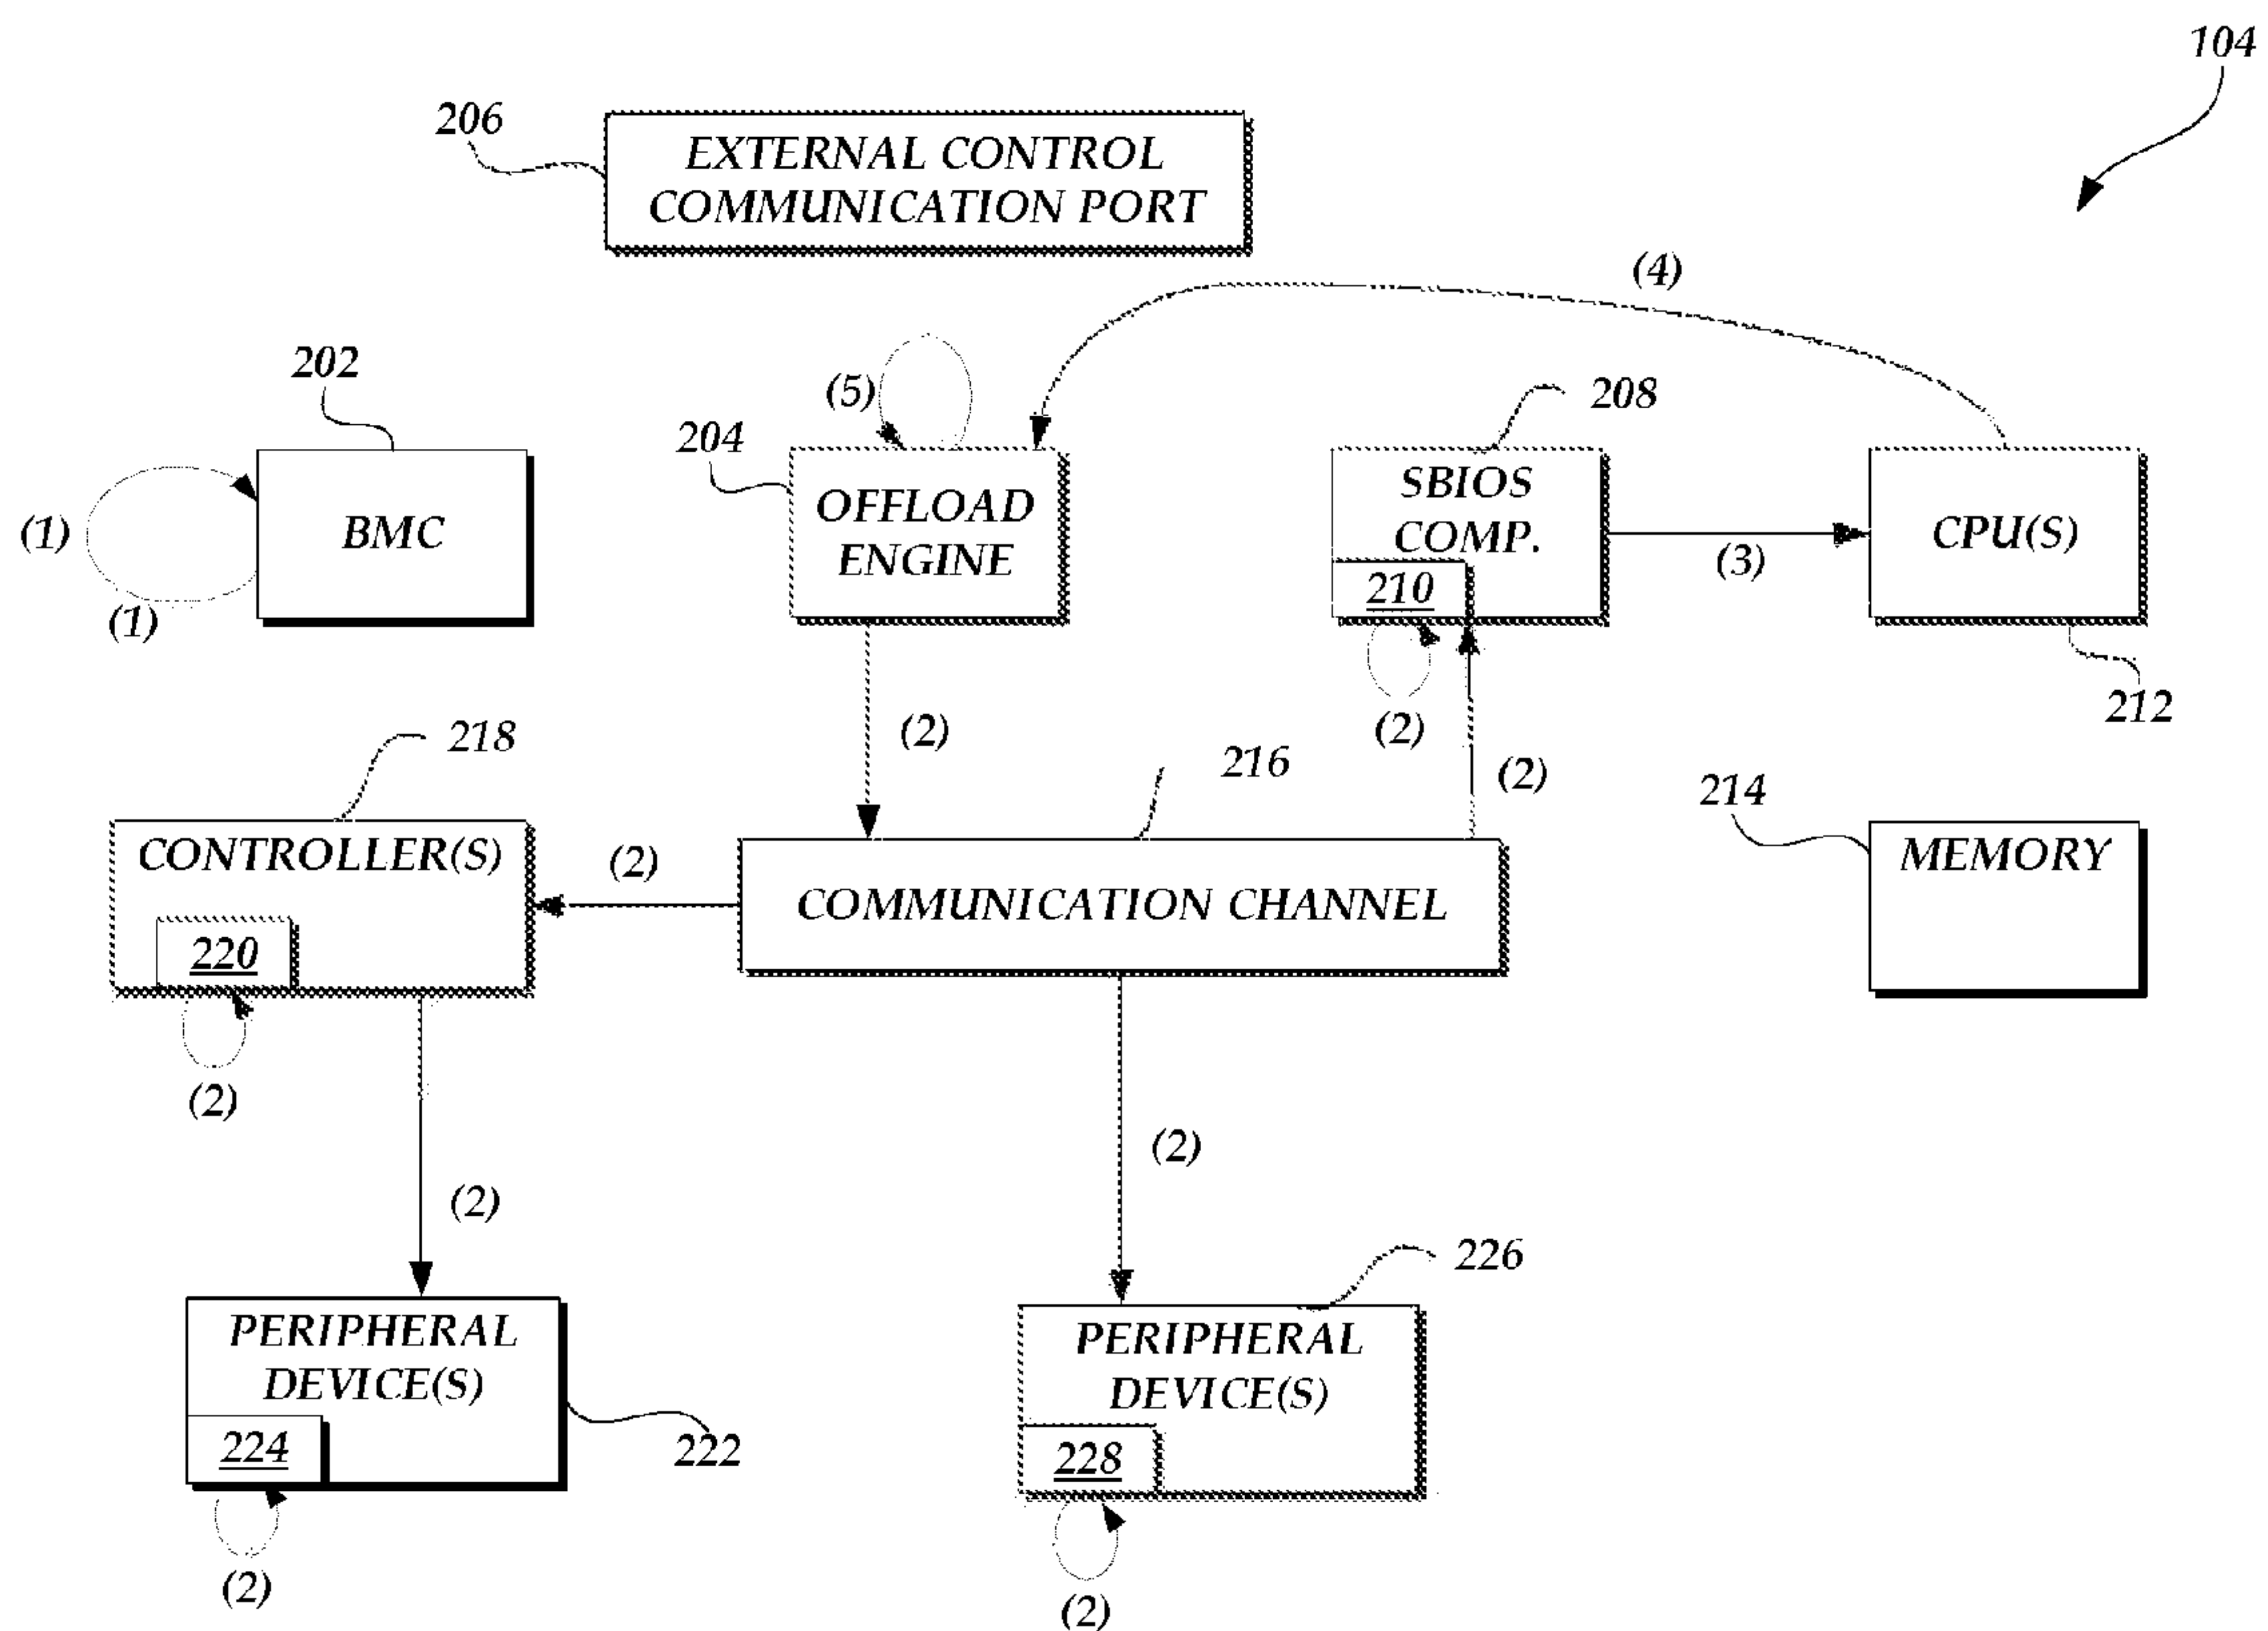 104
206
EXTERNAL CONTROL
COMMUNICATION PORT
(4)
202
(5)
208
204
(1)
BMC
(1)
OFFLOAD
ENGINE
SBIOS
COMP.
210
(3)
CPU(S)
212
(2)
(2)
(2)
218
216
214
CONTROLLER(S)
220
(2)
COMMUNICATION CHANNEL
MEMORY
(2)
(2)
(2)
226
PERIPHERAL
DEVICE(S)
224
222
PERIPHERAL
DEVICE(S)
228
(2)
(2)